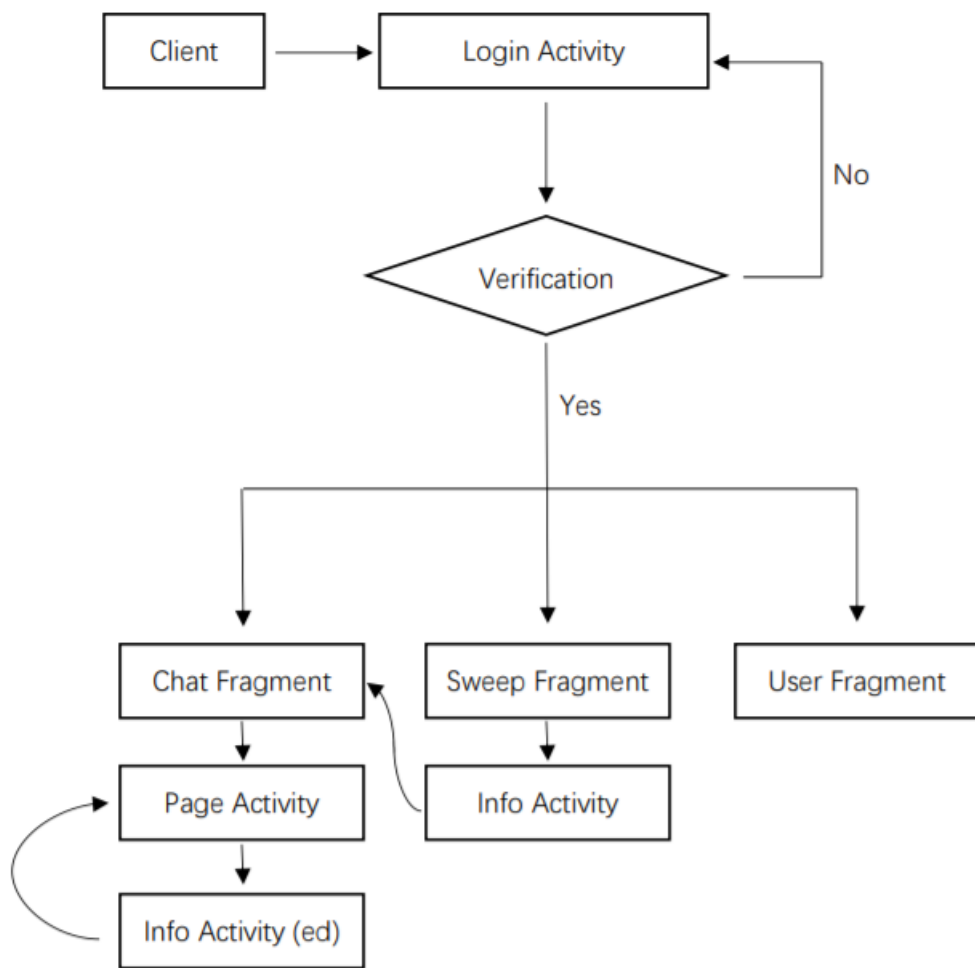 Client
Login Activity
No
Verification
Yes
Chat Fragment
Sweep Fragment
User Fragment
Page Activity
Info Activity
Info Activity (ed)